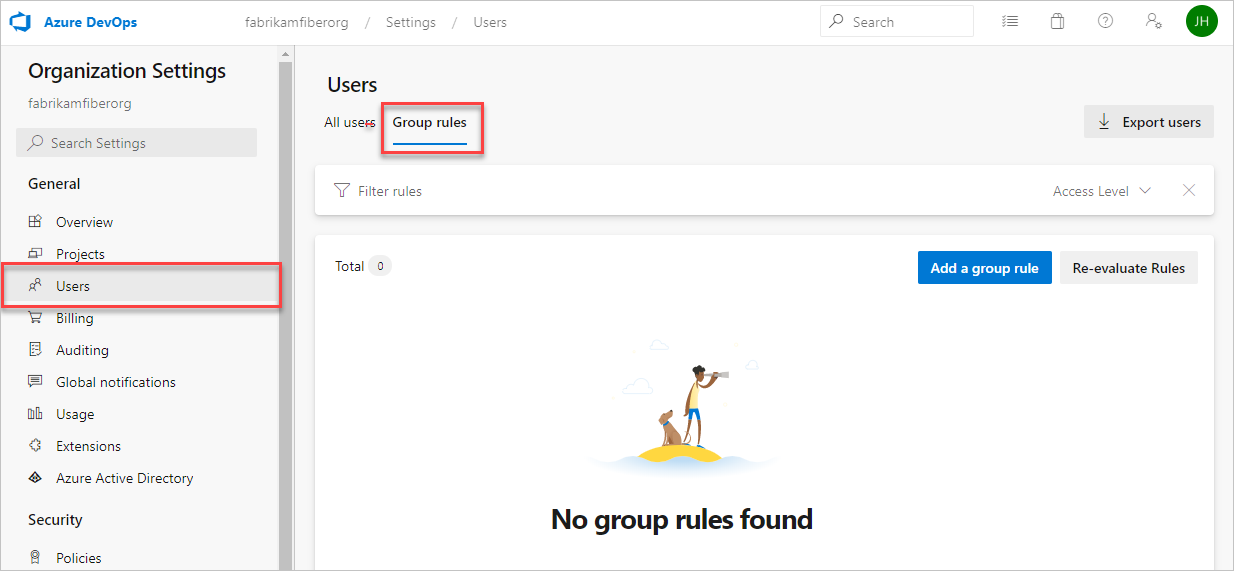 Azure DevOps
fabrikamfiberorg / Settings / Users
Search
JH
Organization Settings
fabrikamfiberorg
Search Settings
General
Overview
Projects
Users
Billing
Auditing
Global notifications
Usage
Extensions
Azure Active Directory
Security
Policies
Users
All users
Group rules
Export users
Filter rules
Access Level
Total 0
Add a group rule
Re-evaluate Rules
No group rules found